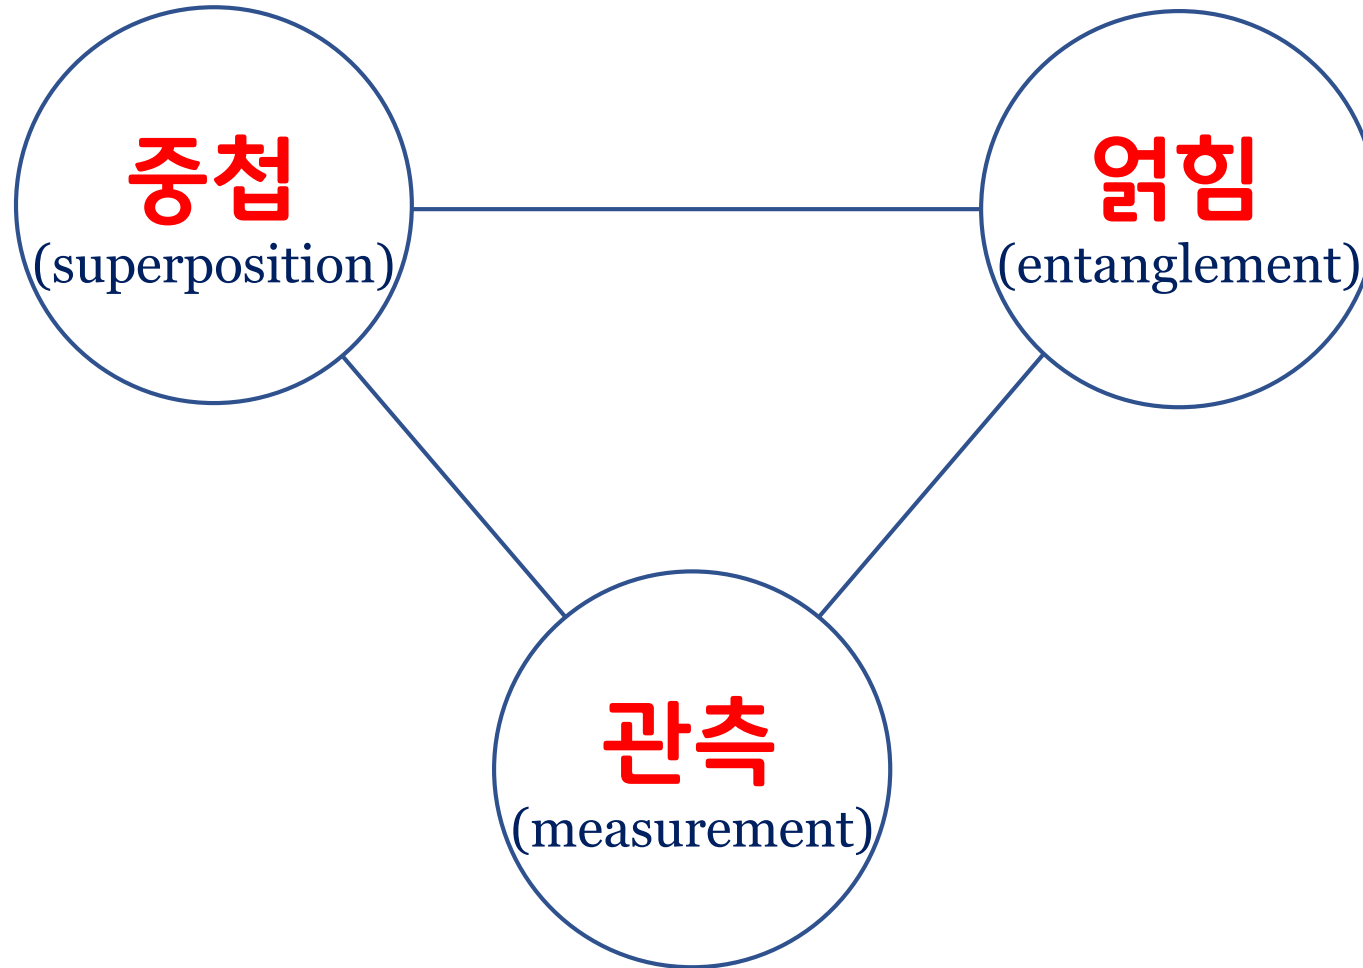 중첩
(superposition)
얽힘
(entanglement)
관측
(measurement)